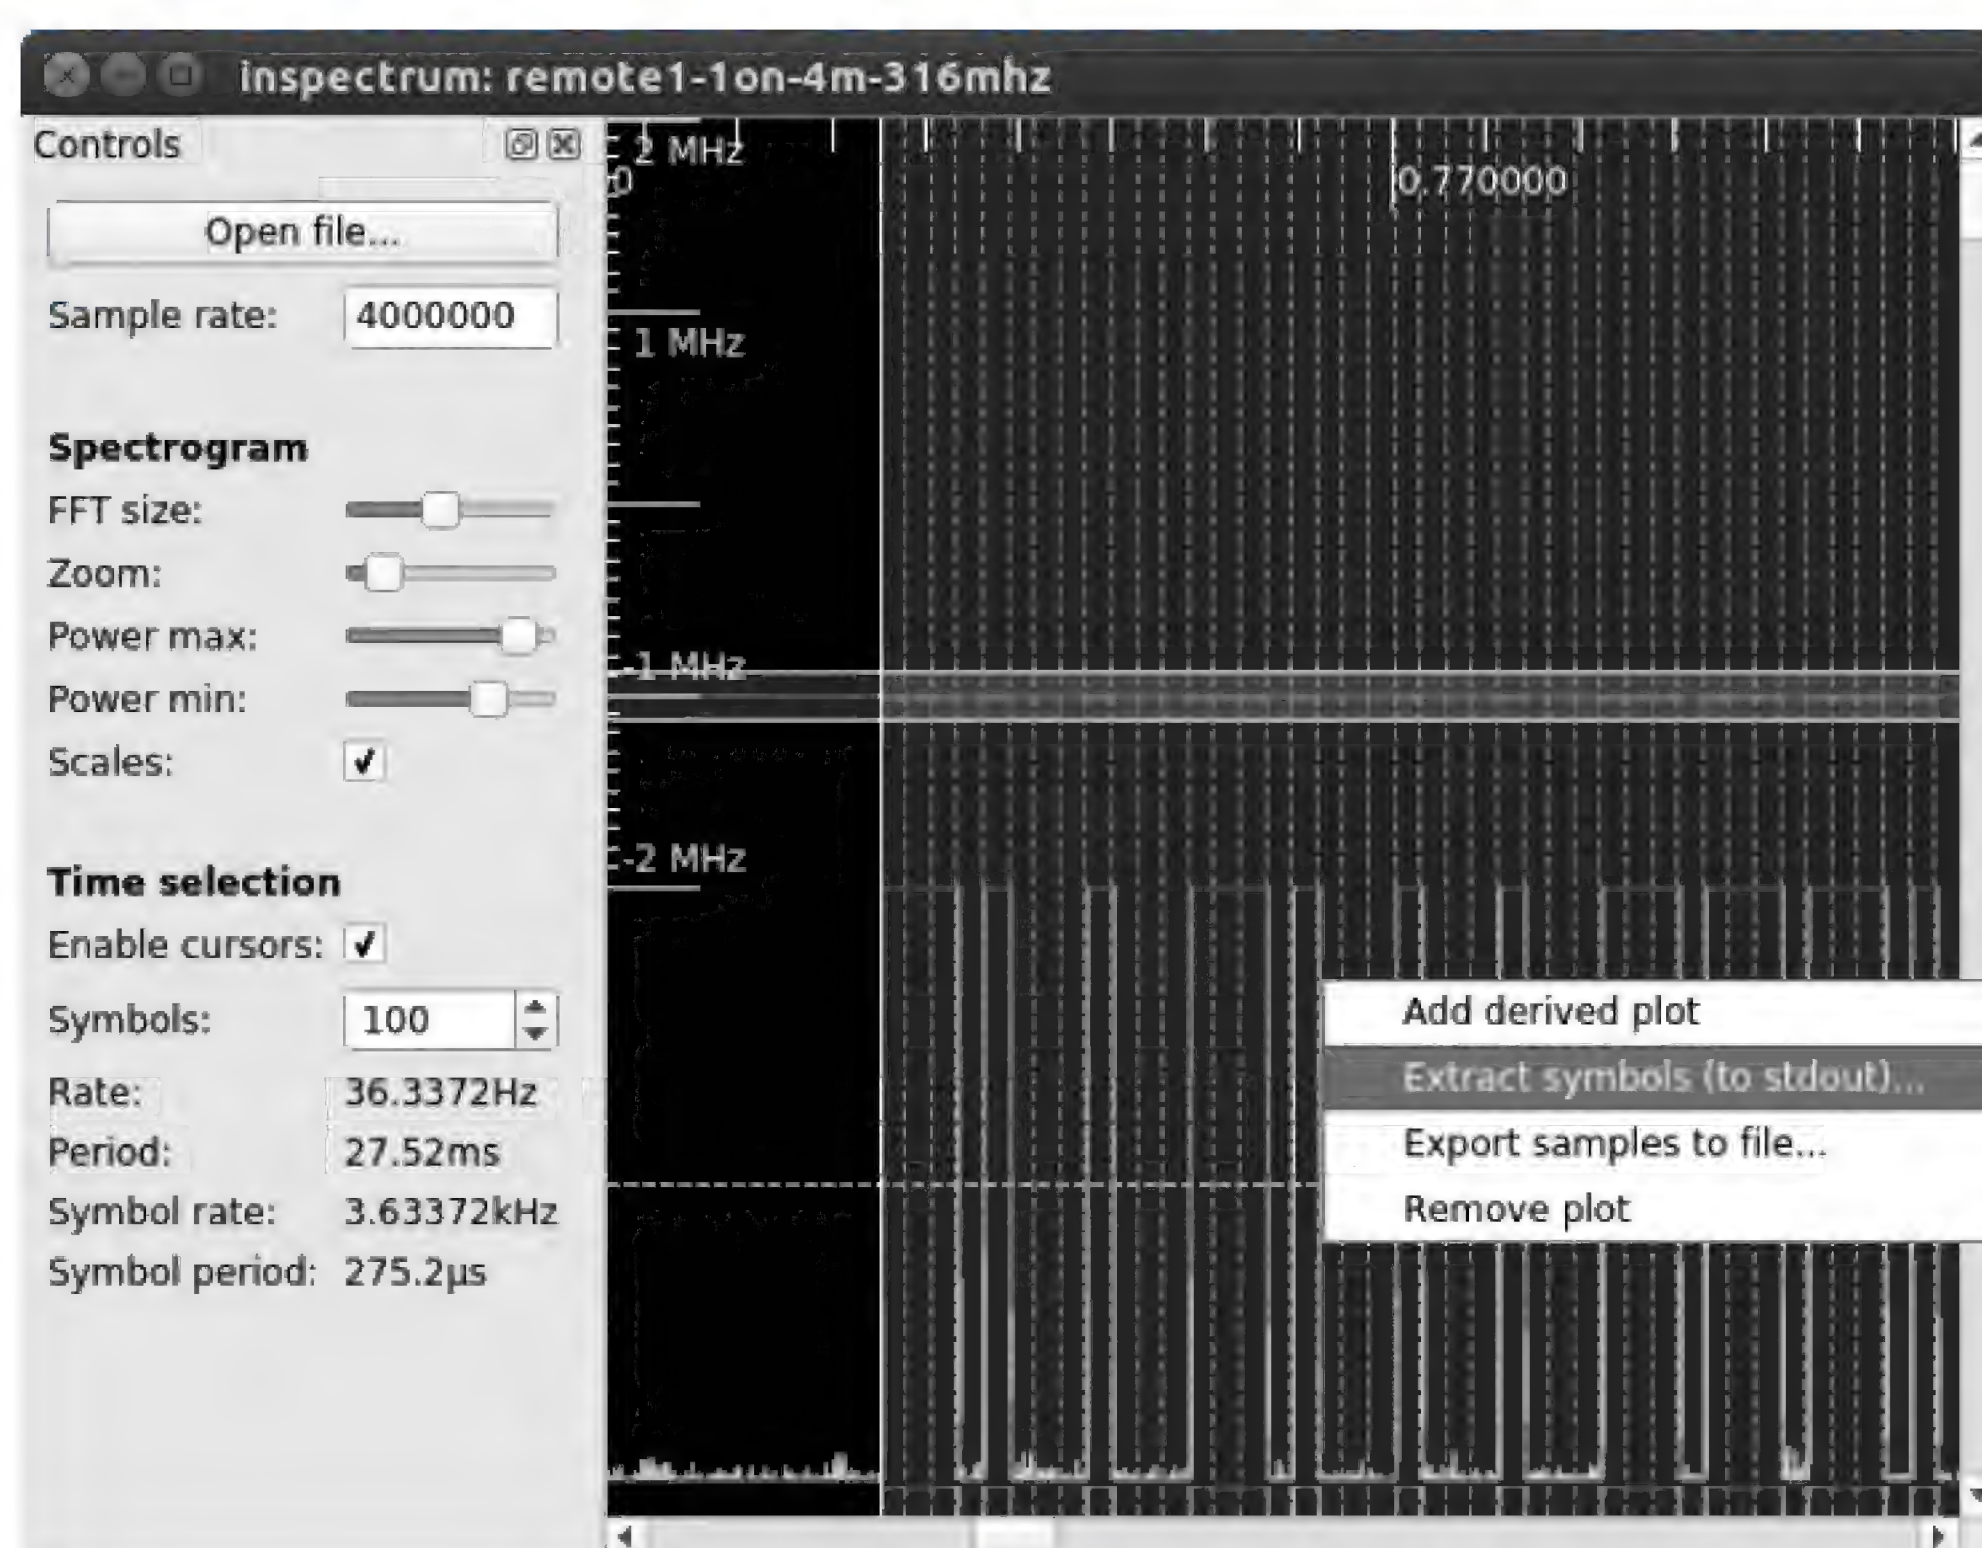 inspectrum: remote1-1on-4m-316mhz
Controls
Open file...
Sample rate: 4000000
Spectrogram
FFT size:
Zoom:
Power max:
Power min:
Scales:
Time selection
Enable cursors:
Symbols: 100
Rate: 36.3372Hz
Period: 27.52ms
Symbol rate: 3.63372kHz
Symbol period: 275.2µs
2 MHz
0
0.770000
1 MHz
-1 MHz
-2 MHz
Add derived plot
Extract symbols (to stdout)...
Export samples to file...
Remove plot